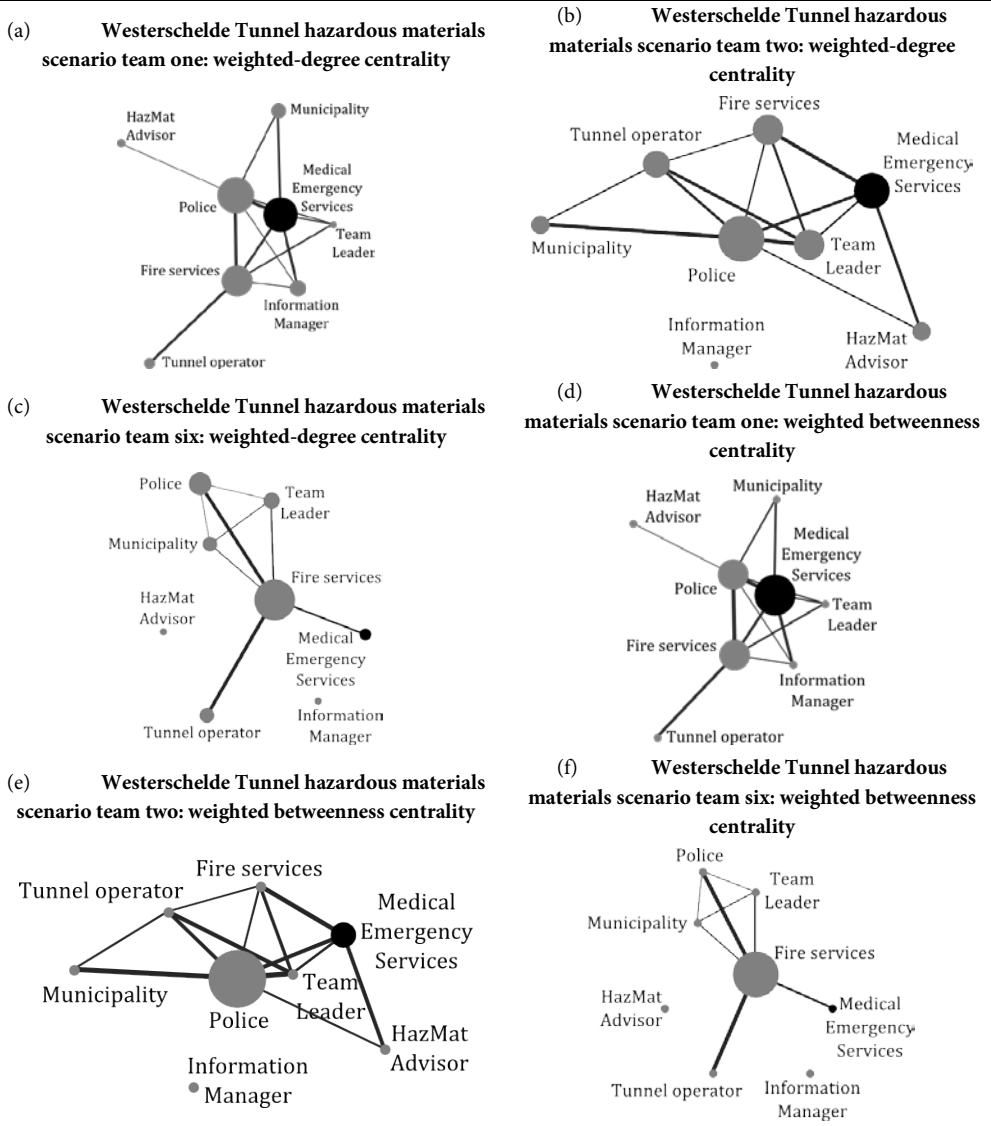 (a) Westerschelde Tunnel hazardous materials
scenario team one: weighted-degree centrality
HazMat
Advisor
Municipality
Medical
Emergency
Services
Police
Team
Leader
Fire services
Information
Manager
Tunnel operator
(b) Westerschelde Tunnel hazardous
materials scenario team two: weighted-degree
centrality
Fire services
Tunnel operator
Medical
Emergency
Services
Municipality
Team
Leader
Police
Information
Manager
HazMat
Advisor
(c) Westerschelde Tunnel hazardous materials
scenario team six: weighted-degree centrality
Police
Team
Leader
Municipality
Fire services
HazMat
Advisor
Medical
Emergency
Services
Information
Manager
Tunnel operator
(d) Westerschelde Tunnel hazardous
materials scenario team one: weighted betweenness
centrality
Municipality
HazMat
Advisor
Medical
Emergency
Services
Police
Team
Leader
Fire services
Information
Manager
Tunnel operator
(e) Westerschelde Tunnel hazardous materials
scenario team two: weighted betweenness centrality
Fire services
Tunnel operator
Medical
Emergency
Services
Municipality
Team
Leader
Police
HazMat
Advisor
Information
Manager
(f) Westerschelde Tunnel hazardous
materials scenario team six: weighted betweenness
centrality
Police
Team
Leader
Municipality
Fire services
HazMat
Advisor
Medical
Emergency
Services
Tunnel operator
Information
Manager